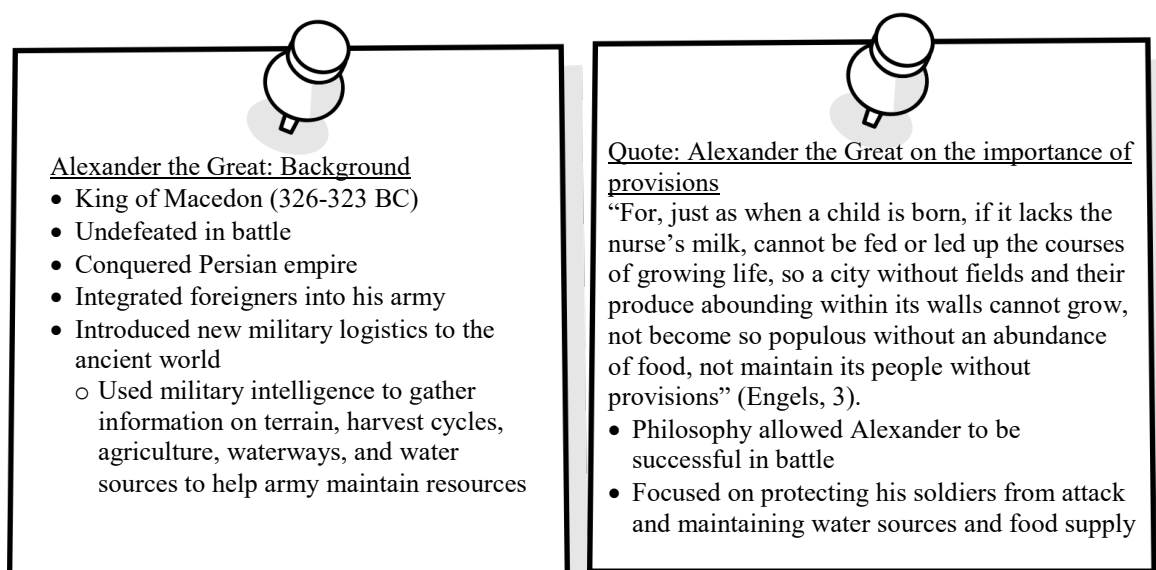 Alexander the Great: Background
• King of Macedon (326-323 BC)
• Undefeated in battle
• Conquered Persian empire
• Integrated foreigners into his army
• Introduced new military logistics to the
ancient world
o Used military intelligence to gather
information on terrain, harvest cycles,
agriculture, waterways, and water
sources to help army maintain resources
Quote: Alexander the Great on the importance of
provisions
“For, just as when a child is born, if it lacks the
nurse’s milk, cannot be fed or led up the courses
of growing life, so a city without fields and their
produce abounding within its walls cannot grow,
not become so populous without an abundance
of food, not maintain its people without
provisions” (Engels, 3).
• Philosophy allowed Alexander to be
successful in battle
• Focused on protecting his soldiers from attack
and maintaining water sources and food supply